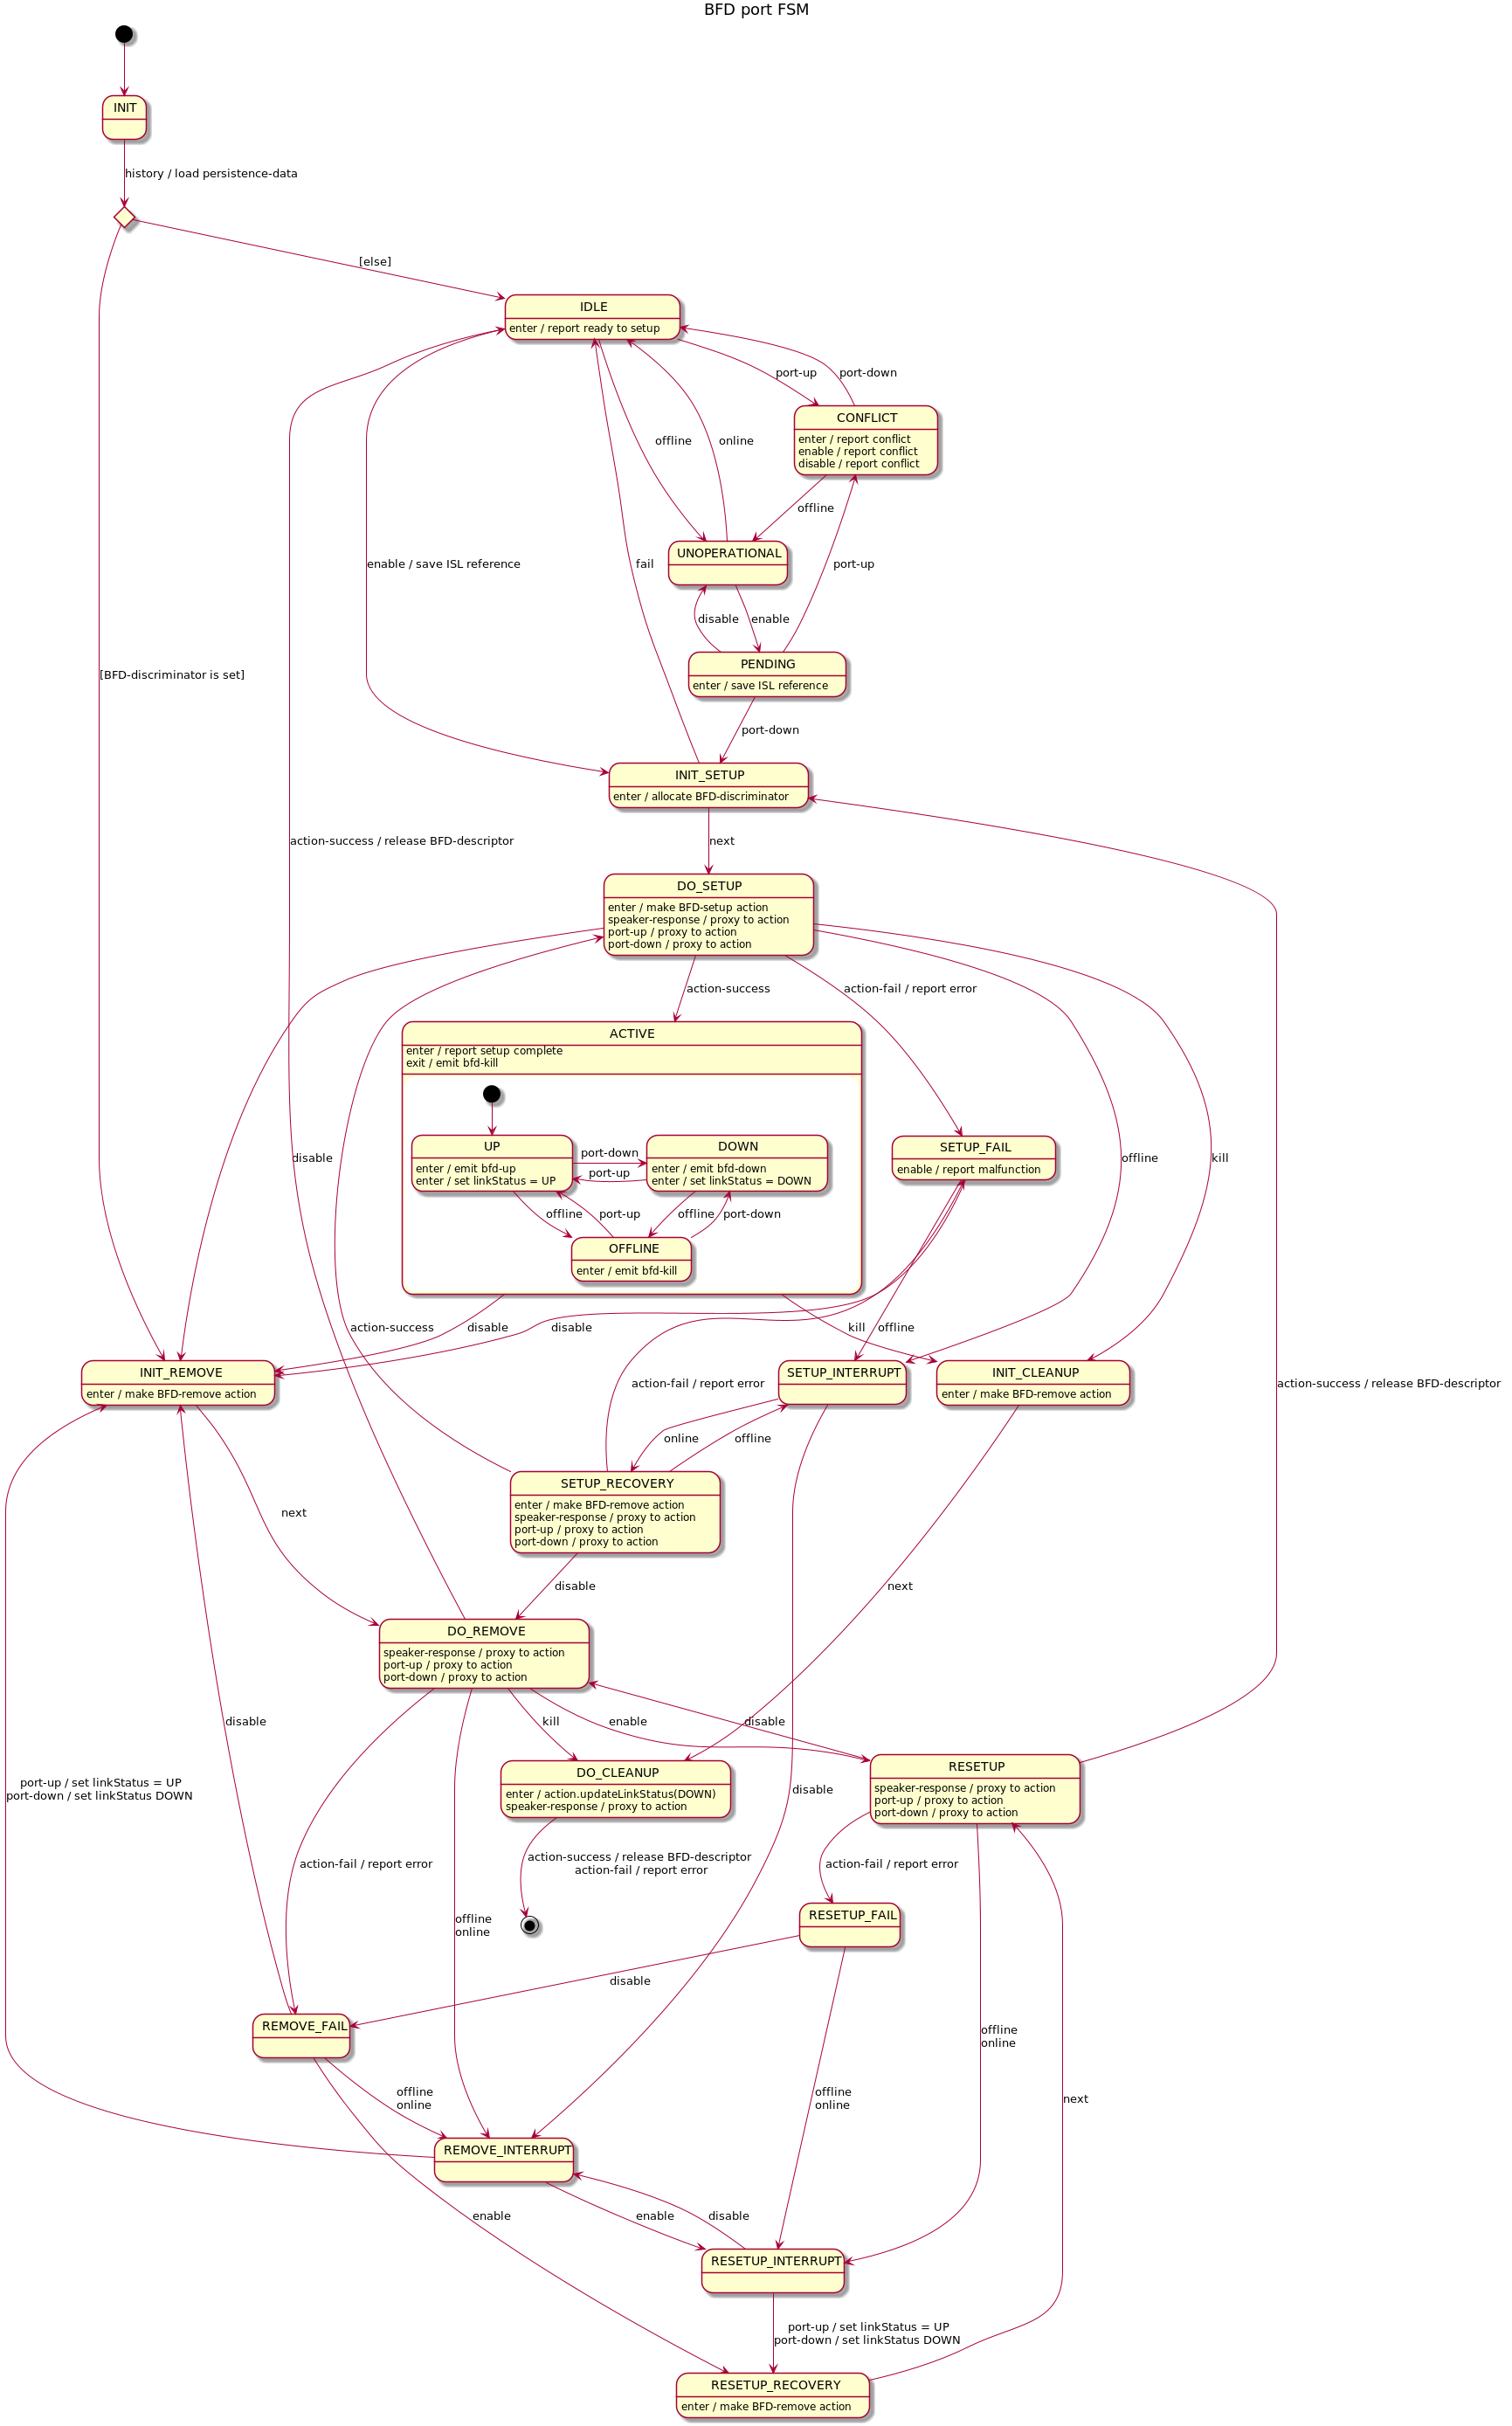 BFD port FSM
INIT
history / load persistence-data
[else]
IDLE
enter / report ready to setup
port-up
port-down
CONFLICT
enter / report conflict
enable / report conflict
disable / report conflict
offline
online
offline
UNOPERATIONAL
enable / save ISL reference
fail
port-up
disable
enable
PENDING
enter / save ISL reference
[BFD-discriminator is set]
port-down
INIT_SETUP
enter / allocate BFD-discriminator
action-success / release BFD-descriptor
next
DO_SETUP
enter / make BFD-setup action
speaker-response / proxy to action
port-up / proxy to action
port-down / proxy to action
action-success
action-fail / report error
ACTIVE
enter / report setup complete
exit / emit bfd-kill
UP
enter / emit bfd-up
enter / set linkStatus = UP
port-down
port-up
DOWN
enter / emit bfd-down
enter / set linkStatus = DOWN
SETUP_FAIL
enable / report malfunction
disable
offline
kill
offline
port-up
offline
port-down
OFFLINE
enter / emit bfd-kill
action-success
disable
disable
kill
offline
INIT_REMOVE
enter / make BFD-remove action
SETUP_INTERRUPT
INIT_CLEANUP
enter / make BFD-remove action
action-fail / report error
action-success / release BFD-descriptor
online
offline
SETUP_RECOVERY
enter / make BFD-remove action
speaker-response / proxy to action
port-up / proxy to action
port-down / proxy to action
next
disable
next
DO_REMOVE
speaker-response / proxy to action
port-up / proxy to action
port-down / proxy to action
disable
kill
enable
disable
DO_CLEANUP
enter / action.updateLinkStatus(DOWN)
speaker-response / proxy to action
RESETUP
speaker-response / proxy to action
port-up / proxy to action
port-down / proxy to action
port-up / set linkStatus = UP
port-down / set linkStatus DOWN
disable
action-fail / report error
action-success / release BFD-descriptor
action-fail / report error
action-fail / report error
RESETUP_FAIL
offline
online
disable
REMOVE_FAIL
offline
online
offline
online
offline
online
next
REMOVE_INTERRUPT
enable
enable
disable
RESETUP_INTERRUPT
port-up / set linkStatus = UP
port-down / set linkStatus DOWN
RESETUP_RECOVERY
enter / make BFD-remove action